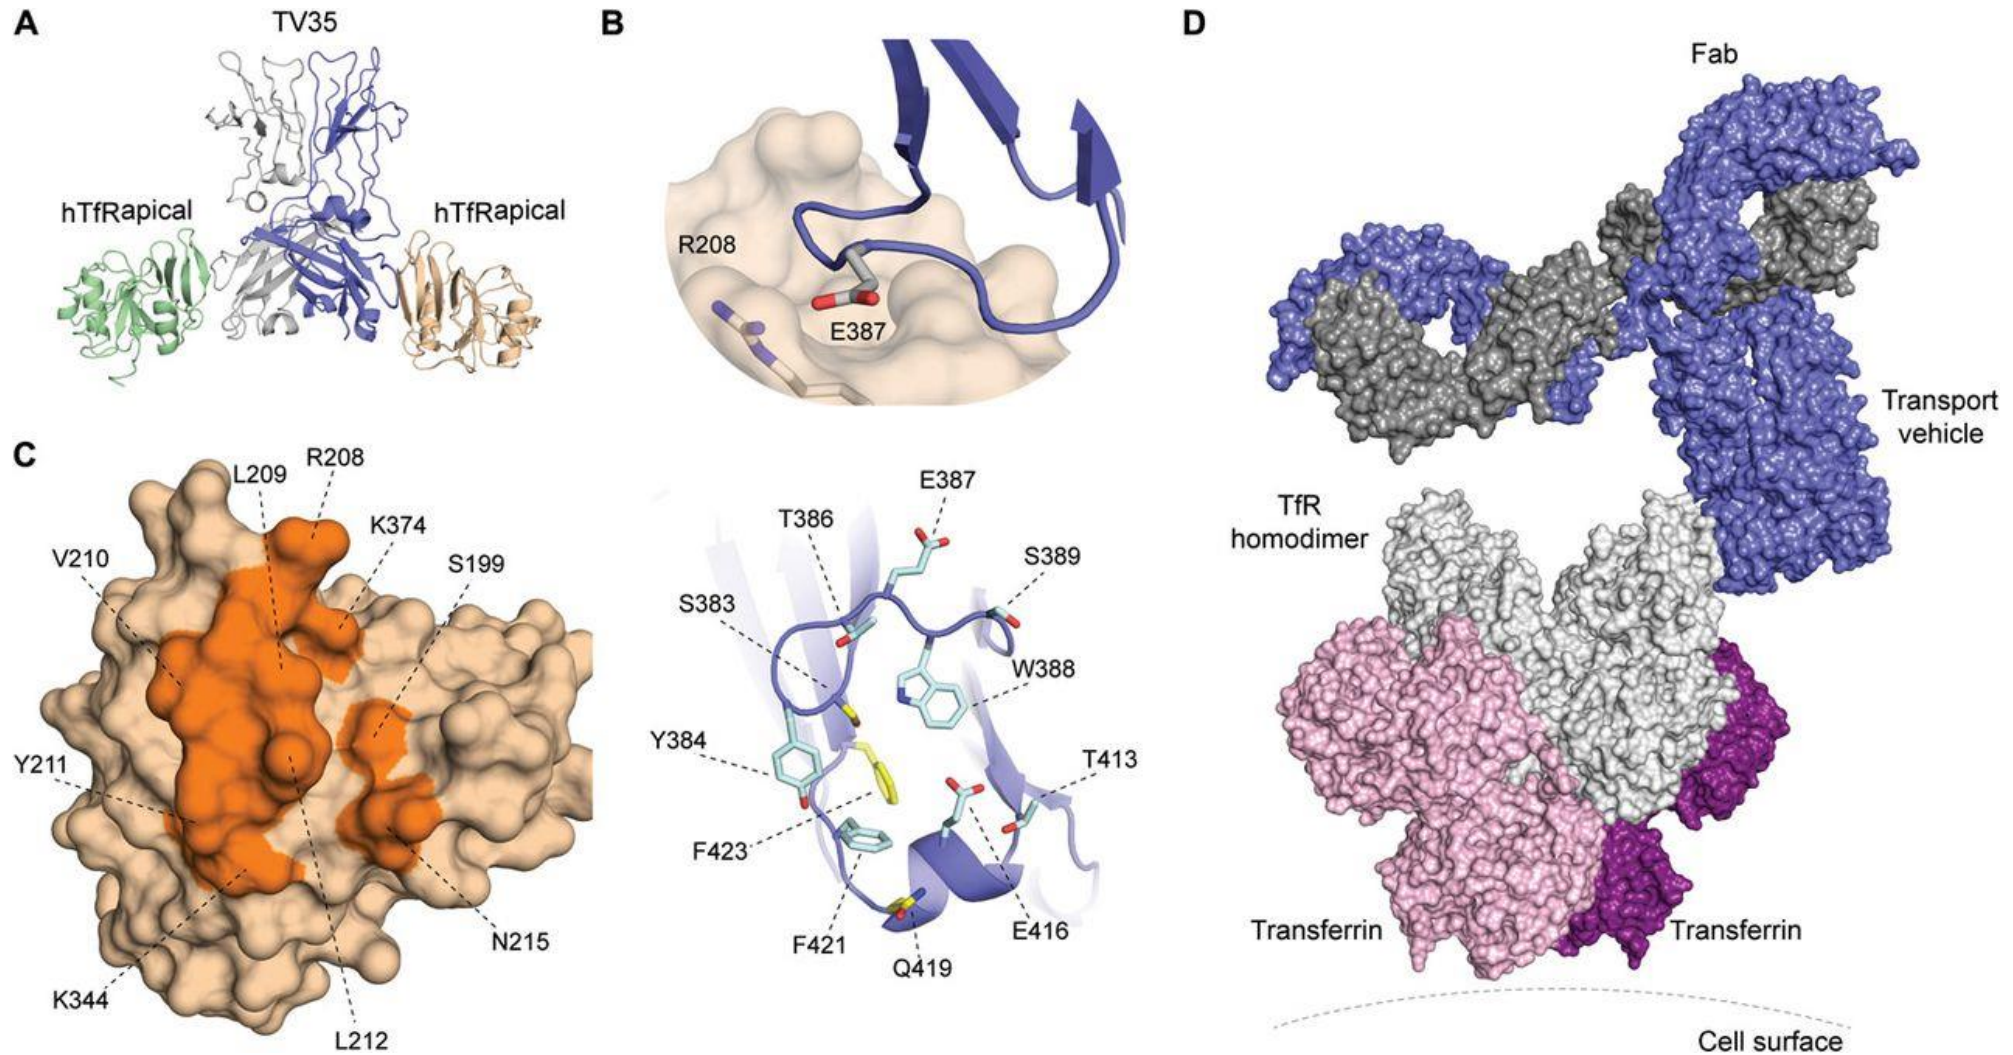 A
TV35
hTfRapical
hTfRapical
B
R208
E387
C
L209
R208
K374
V210
S199
Y211
N215
K344
L212
E387
T386
S389
S383
W388
Y384
T413
F423
F421
E416
Q419
D
Fab
Transport
vehicle
TfR
homodimer
Transferrin
Transferrin
Cell surface